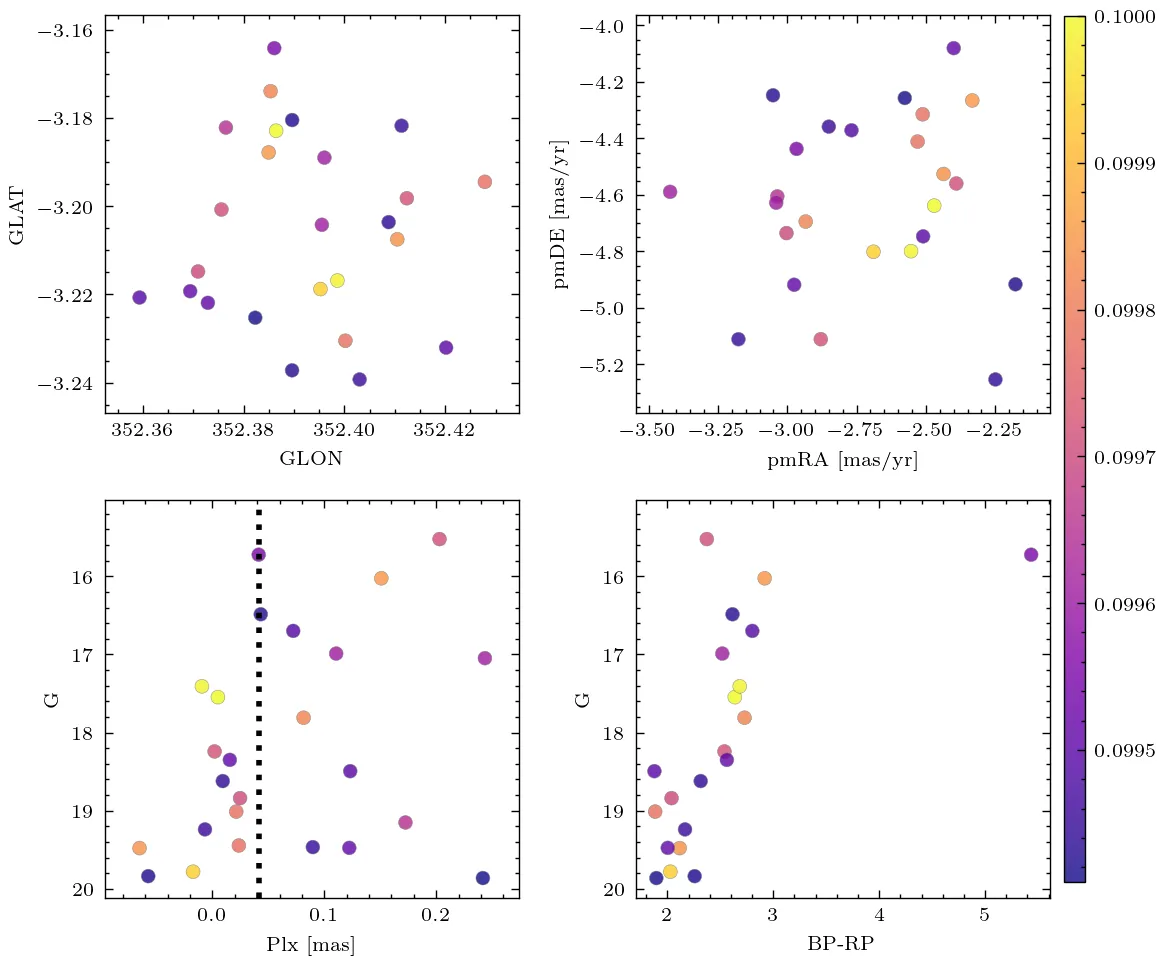 −3.16
−3.18
−3.20
−3.22
−3.24
GLAT
352.36 352.38 352.40 352.42
GLON
−4.0
−4.2
−4.4
−4.6
−4.8
−5.0
−5.2
pmDE [mas/yr]
−3.50 −3.25 −3.00 −2.75 −2.50 −2.25
pmRA [mas/yr]
0.1000
0.0999
0.0998
0.0997
0.0996
0.0995
16
17
18
19
20
G
0.0 0.1 0.2
Plx [mas]
16
17
18
19
20
G
2 3 4 5
BP-RP